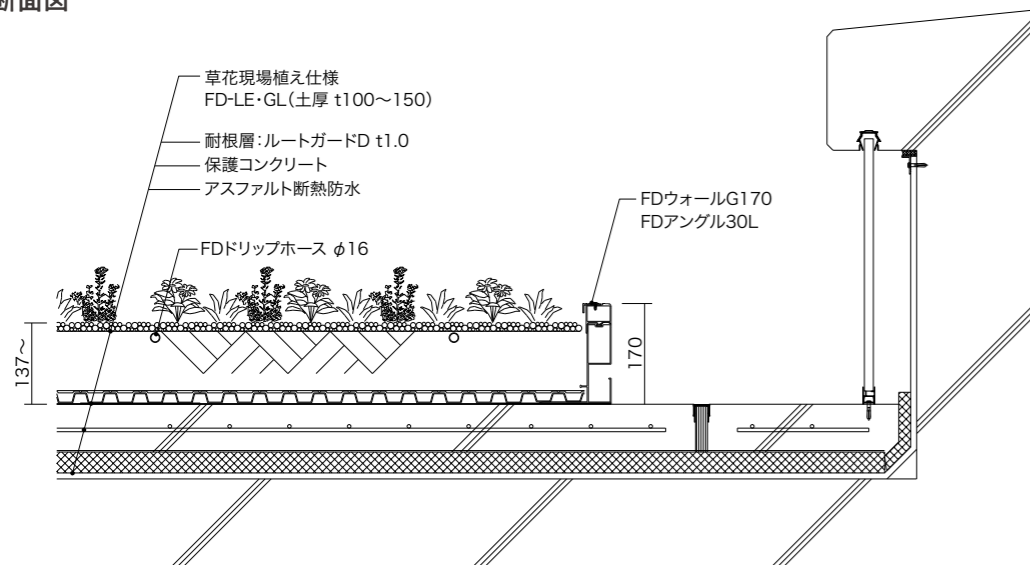 断面図
草花現場植え仕様
FD-LE・GL(土厚 t100〜150)
耐根層:ルートガードD t1.0
保護コンクリート
アスファルト断熱防水
FDウォールG170
FDアングル30L
FDドリップホース φ16
137〜
170